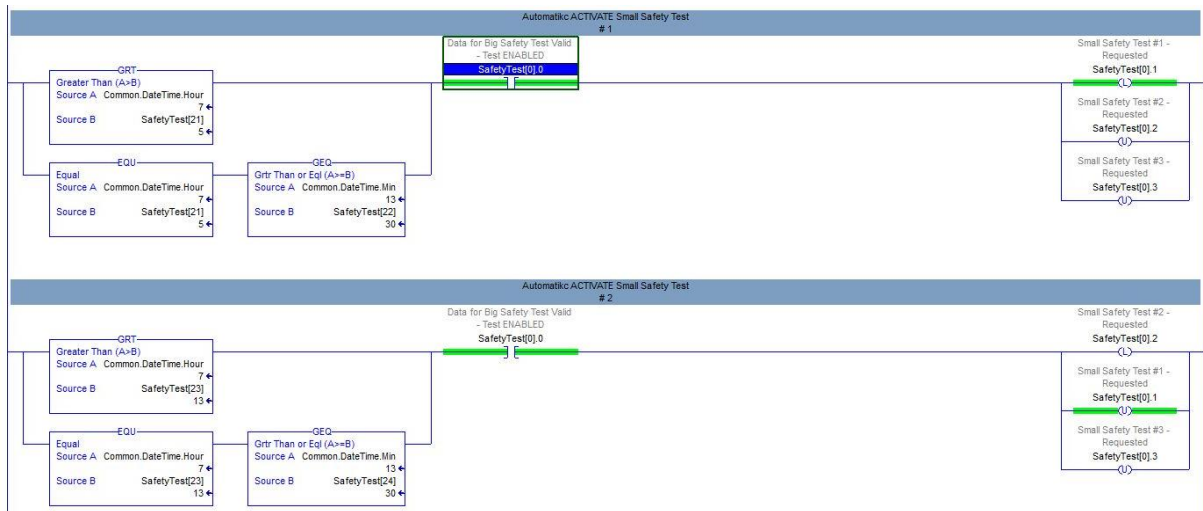 Automatikc ACTIVATE Small Safety Test
# 1
Data for Big Safety Test Valid
- Test ENABLED
SafetyTest[0].0
Small Safety Test #1 -
Requested
SafetyTest[0].1
L
GRT
Greater Than (A>B)
Source A Common.DateTime.Hour
7
Source B SafetyTest[21]
5
Small Safety Test #2 -
Requested
SafetyTest[0].2
U
EQU
Equal
Source A Common.DateTime.Hour
7
Source B SafetyTest[21]
5
GEQ
Grtr Than or Eql (A>=B)
Source A Common.DateTime.Min
13
Source B SafetyTest[22]
30
Small Safety Test #3 -
Requested
SafetyTest[0].3
U
Automatikc ACTIVATE Small Safety Test
# 2
Data for Big Safety Test Valid
- Test ENABLED
SafetyTest[0].0
Small Safety Test #2 -
Requested
SafetyTest[0].2
L
GRT
Greater Than (A>B)
Source A Common.DateTime.Hour
7
Source B SafetyTest[23]
13
Small Safety Test #1 -
Requested
SafetyTest[0].1
U
EQU
Equal
Source A Common.DateTime.Hour
7
Source B SafetyTest[23]
13
GEQ
Grtr Than or Eql (A>=B)
Source A Common.DateTime.Min
13
Source B SafetyTest[24]
30
Small Safety Test #3 -
Requested
SafetyTest[0].3
U